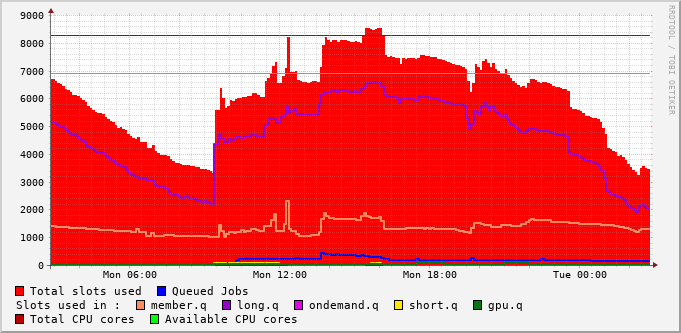 9000
8000
7000
6000
5000
4000
3000
2000
1000
0
Mon 06:00 Mon 12:00 Mon 18:00 Tue 00:00
RRDTOOL / TOBI OETIKER
Total slots used Queued Jobs
Slots used in : member.q long.q ondemand.q short.q gpu.q
Total CPU cores Available CPU cores